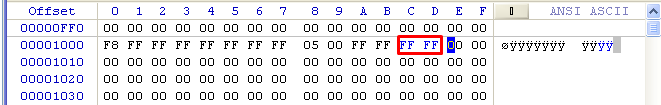 Offset 0 1 2 3 4 5 6 7 8 9 A B C D E F ANSI ASCII
00000FF0 00 00 00 00 00 00 00 00 00 00 00 00 00 00 00 00
00001000 F8 FF FF FF FF FF FF FF 05 00 FF FF FF FF 00 00 øÿÿÿÿÿÿÿ ÿÿÿÿ
00001010 00 00 00 00 00 00 00 00 00 00 00 00 00 00 00 00
00001020 00 00 00 00 00 00 00 00 00 00 00 00 00 00 00 00
00001030 00 00 00 00 00 00 00 00 00 00 00 00 00 00 00 00